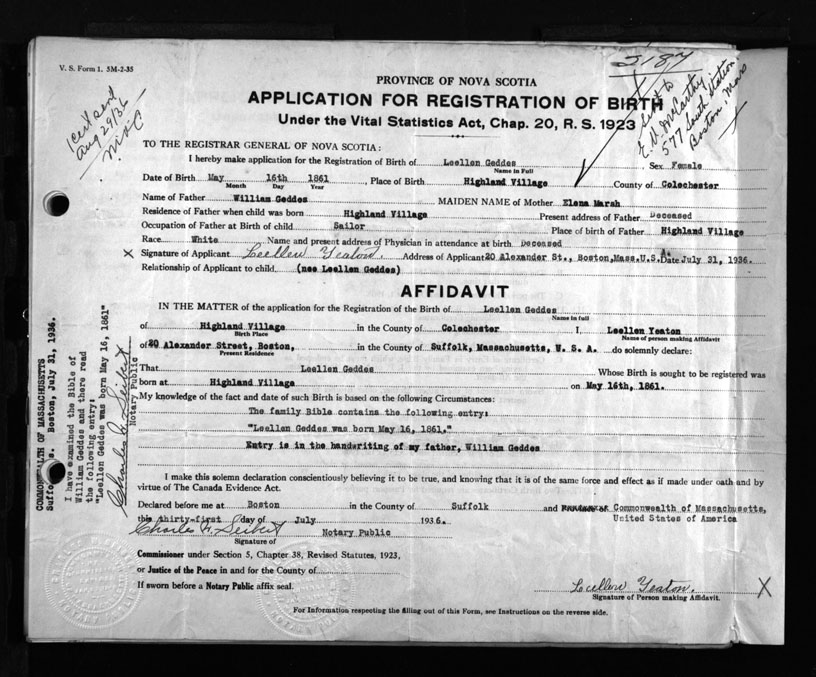 V. S. Form 1. 5M-2-35
5187
1 cert sent
Aug 29/36
Sent to
E. V. McCarthy
577 South Station
Boston, Mass
PROVINCE OF NOVA SCOTIA
APPLICATION FOR REGISTRATION OF BIRTH
Under the Vital Statistics Act, Chap. 20, R. S. 1923
TO THE REGISTRAR GENERAL OF NOVA SCOTIA:
I hereby make application for the Registration of Birth of Leellen Geddes Sex Female
Name in Full
Date of Birth May 16th 1861, Place of Birth Highland Village County of Colechester
Month Day Year
Name of Father William Geddes MAIDEN NAME of Mother Elena Marsh
Residence of Father when child was born Highland Village Present address of Father Deceased
Occupation of Father at Birth of child Sailor Place of birth of Father Highland Village
Race White Name and present address of Physician in attendance at birth Deceased
X Signature of Applicant Leellen Yeaton. Address of Applicant 20 Alexander St., Boston, Mass. U.S.A. Date July 31, 1936.
Relationship of Applicant to child (nee Leellen Geddes)
AFFIDAVIT
IN THE MATTER of the application for the Registration of the Birth of Leellen Geddes
Name in full
of Highland Village in the County of Colechester I, Leellen Yeaton
Birth Place Name of person making Affidavit
of 20 Alexander Street, Boston, in the County of Suffolk, Massachusetts, U. S. A. do solemnly declare:
Present Residence
That Leellen Geddes Whose Birth is sought to be registered was
born at Highland Village on May 16th, 1861.
My knowledge of the fact and date of such Birth is based on the following Circumstances:
The family Bible contains the following entry:
"Leellen Geddes was born May 16, 1861."
Entry is in the handwriting of my father, William Geddes
I make this solemn declaration conscientiously believing it to be true, and knowing that it is of the same force and effect as if made under oath and by
virtue of The Canada Evidence Act.
Declared before me at Boston in the County of Suffolk and Commonwealth of Massachusetts,
this thirty-first day of July 1936. United States of America
Charles F. Seibert Notary Public
Signature of
Commissioner under Section 5, Chapter 38, Revised Statutes, 1923,
or Justice of the Peace in and for the County of
If sworn before a Notary Public affix seal.
Leellen Yeaton. X
Signature of Person making Affidavit.
For Information respecting the filling out of this Form, see Instructions on the reverse side.
COMMONWEALTH OF MASSACHUSETTS
Suffolk, ss. Boston, July 31, 1936.
I have examined the Bible of
William Geddes and there read
the following entry:
"Leellen Geddes was born May 16, 1861"
Charles F. Seibert
Notary Public